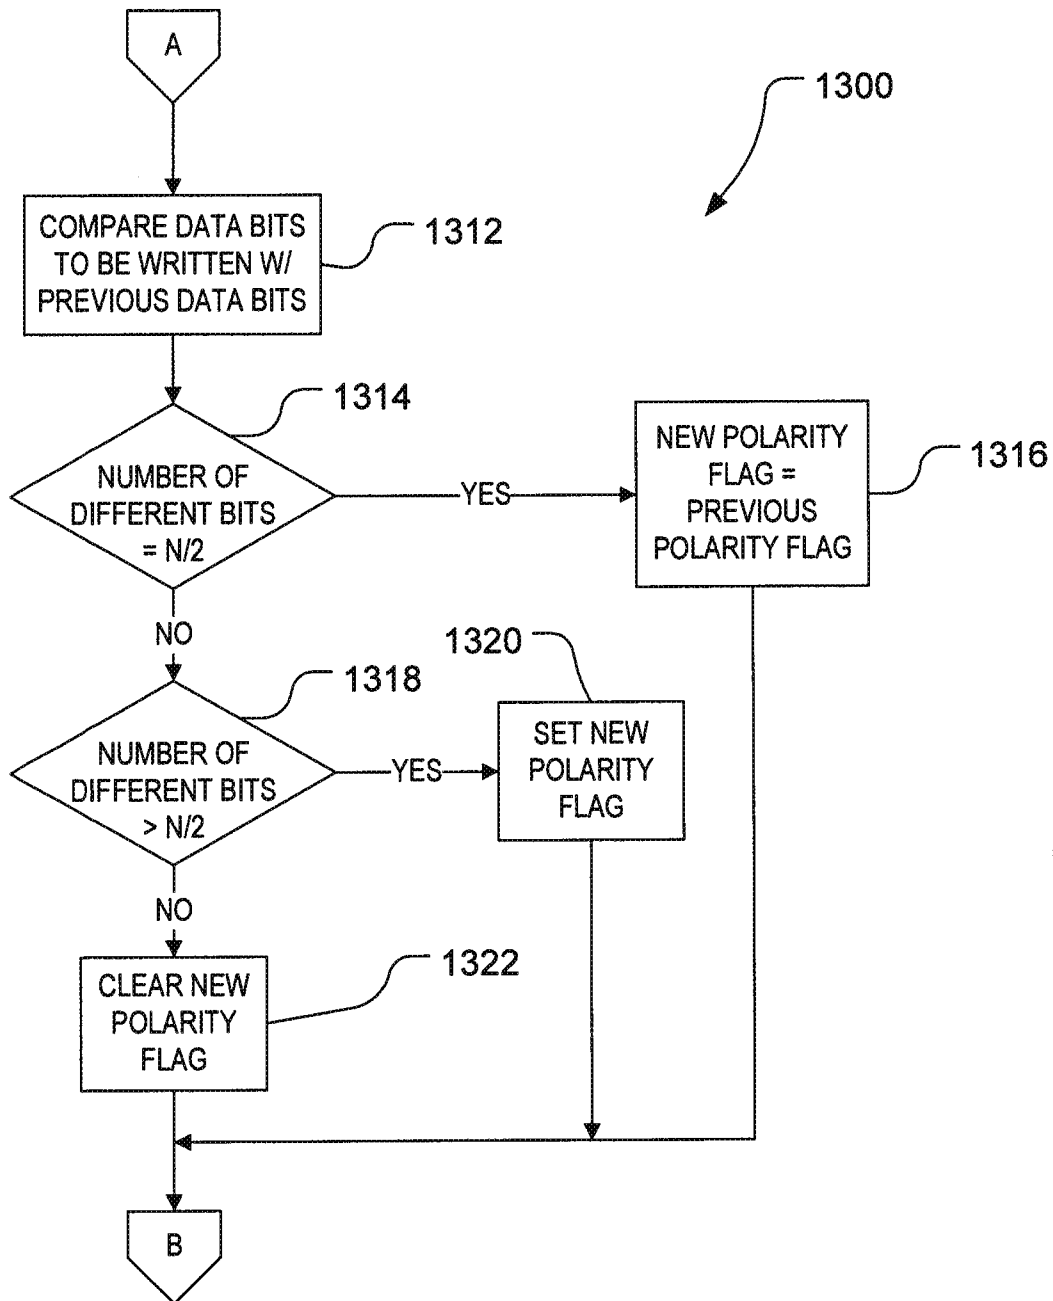 A
1300
COMPARE DATA BITS
TO BE WRITTEN W/
PREVIOUS DATA BITS
1312
1314
NUMBER OF
DIFFERENT BITS
= N/2
YES
NEW POLARITY
FLAG =
PREVIOUS
POLARITY FLAG
1316
NO
1318
1320
NUMBER OF
DIFFERENT BITS
> N/2
YES
SET NEW
POLARITY
FLAG
NO
CLEAR NEW
POLARITY
FLAG
1322
B